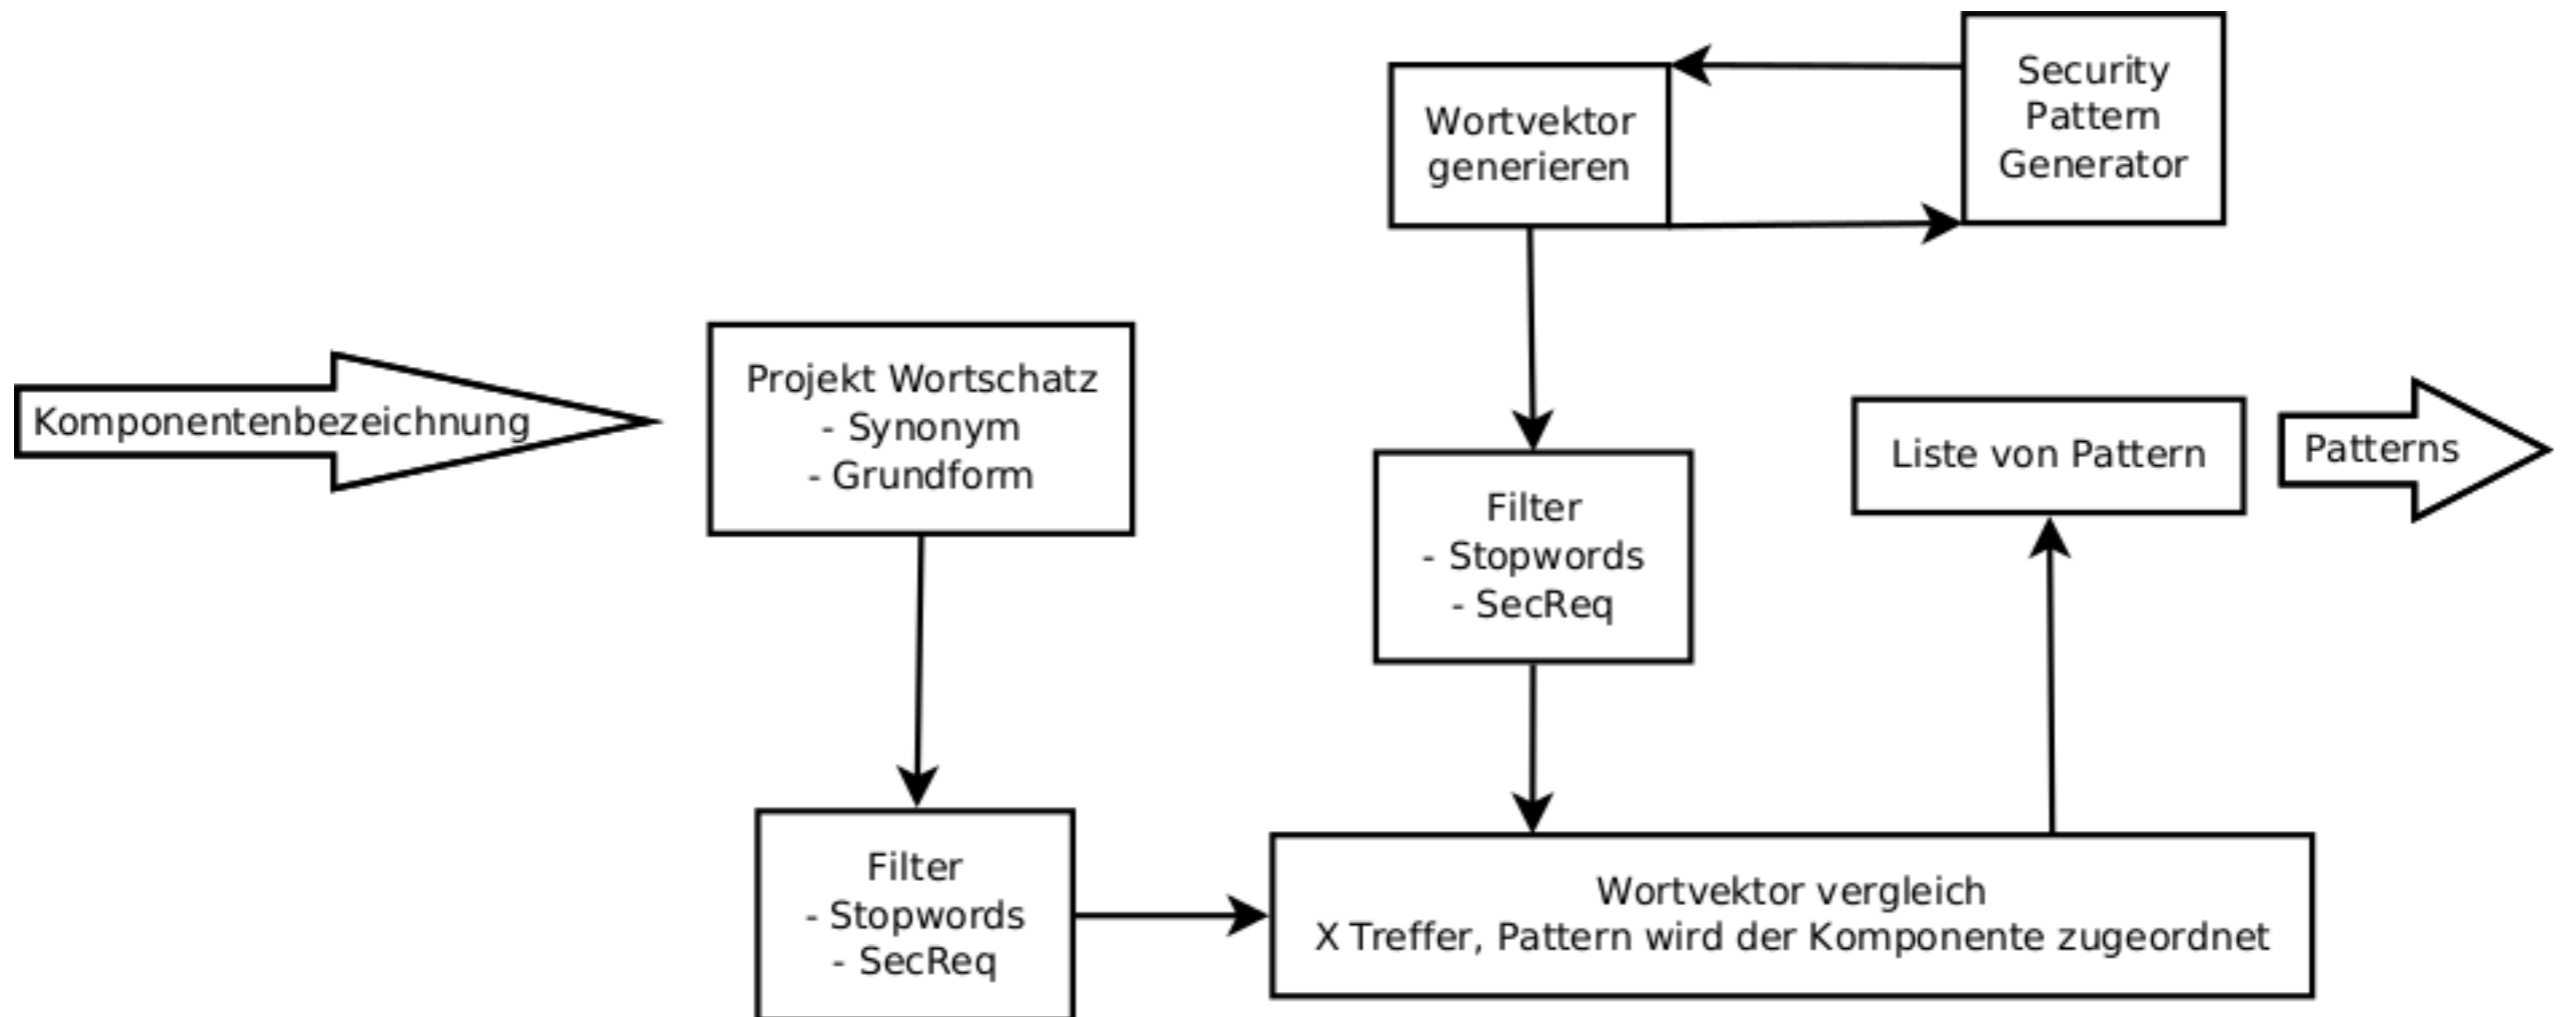 Security
Pattern
Generator
Wortvektor
generieren
Projekt Wortschatz
- Synonym
- Grundform
Komponentenbezeichnung
Liste von Pattern
Patterns
Filter
- Stopwords
- SecReq
Filter
- Stopwords
- SecReq
Wortvektor vergleich
X Treffer, Pattern wird der Komponente zugeordnet